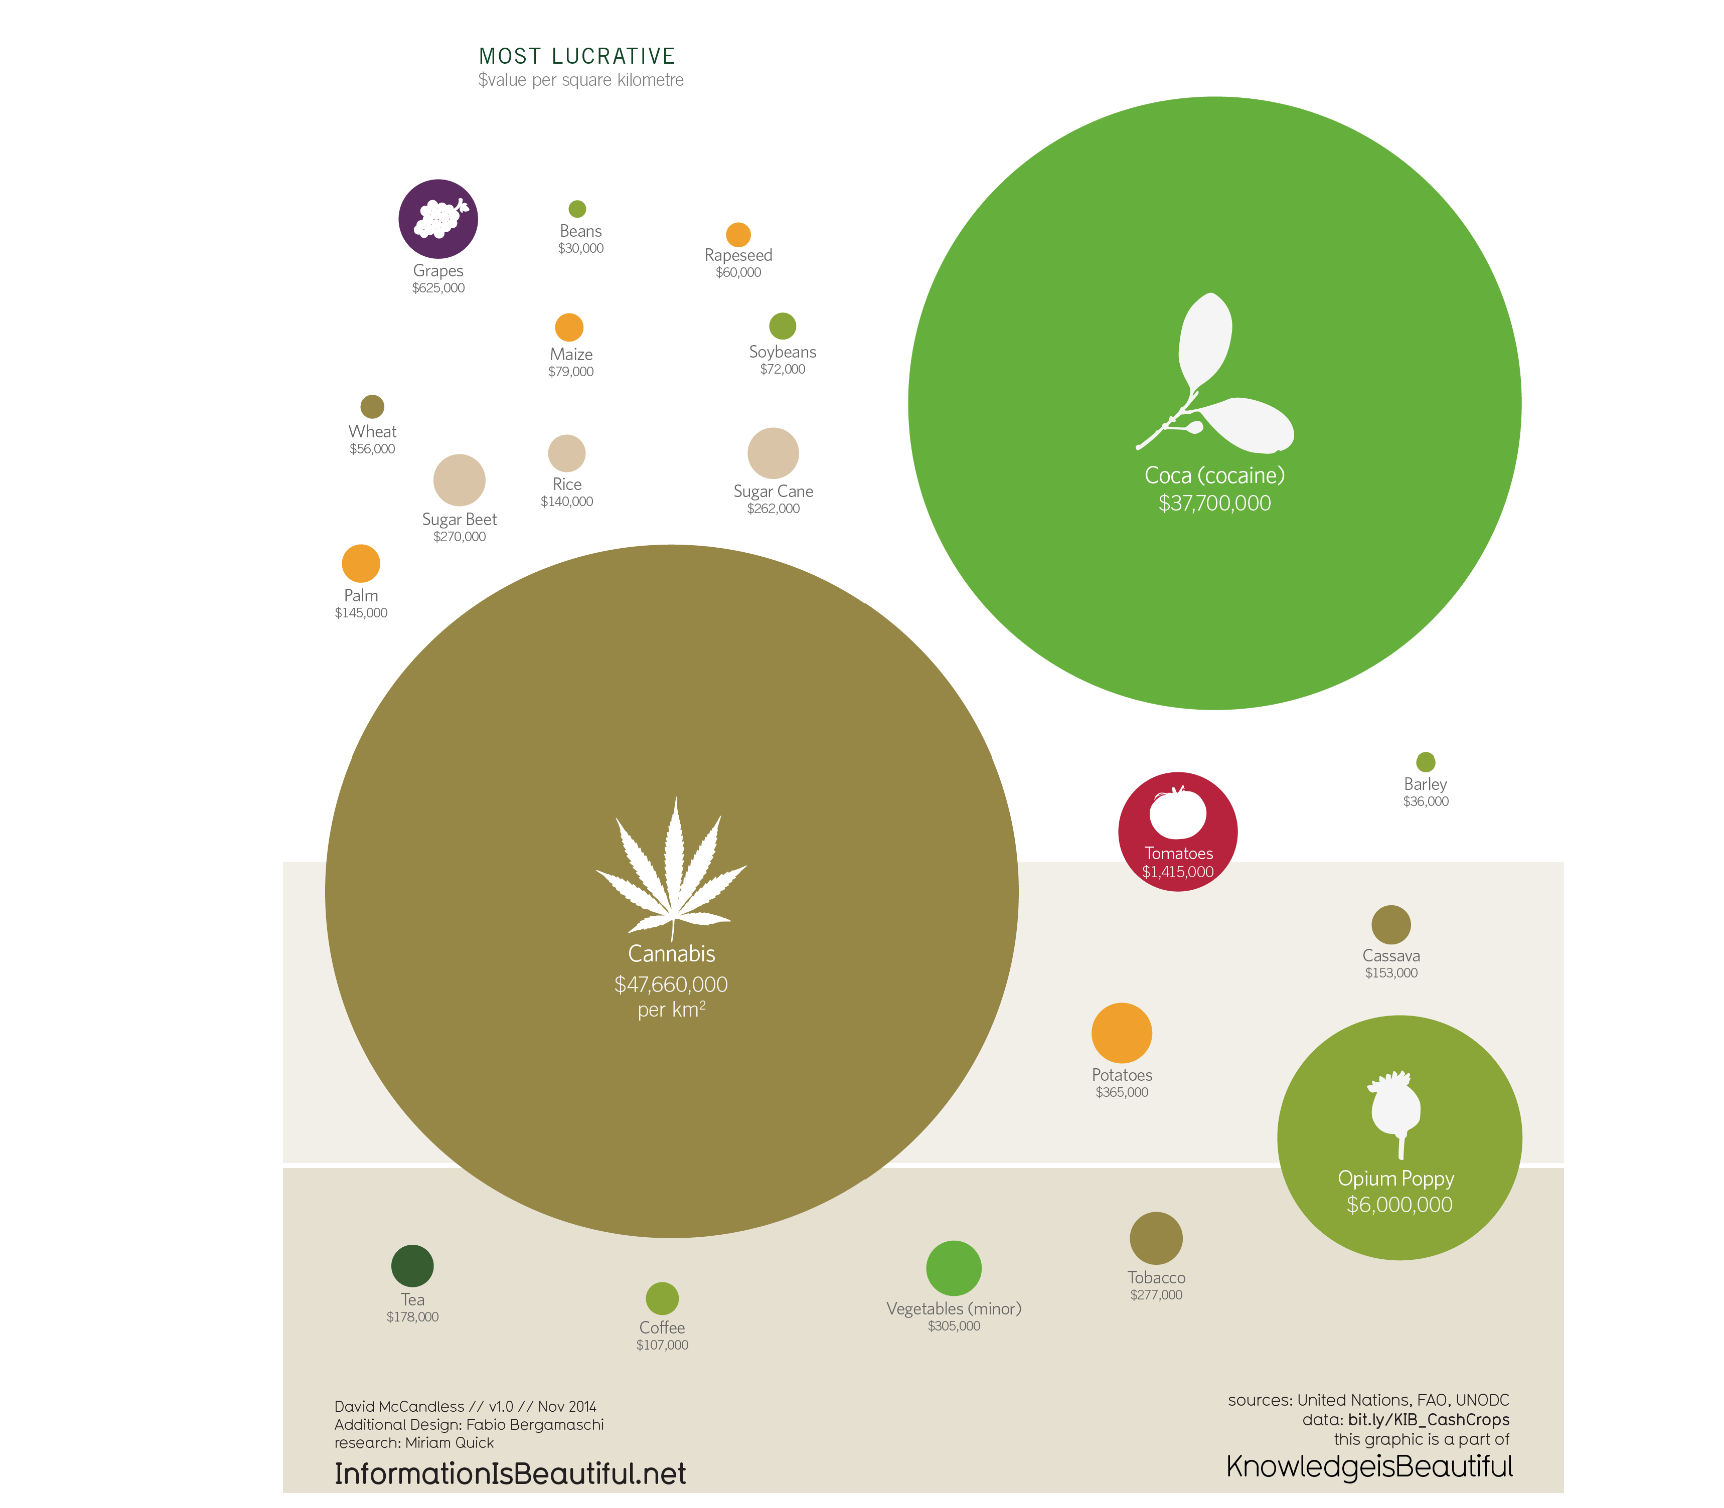 MOST LUCRATIVE
$value per square kilometre
Grapes
$625,000
Beans
$30,000
Rapeseed
$60,000
Maize
$79,000
Soybeans
$72,000
Wheat
$56,000
Sugar Beet
$270,000
Rice
$140,000
Sugar Cane
$262,000
Palm
$145,000
Coca (cocaine)
$37,700,000
Cannabis
$47,660,000
per km²
Tomatoes
$1,415,000
Barley
$36,000
Cassava
$153,000
Potatoes
$365,000
Opium Poppy
$6,000,000
Tea
$178,000
Coffee
$107,000
Vegetables (minor)
$305,000
Tobacco
$277,000
David McCandless // v1.0 // Nov 2014
Additional Design: Fabio Bergamaschi
research: Miriam Quick
InformationIsBeautiful.net
sources: United Nations, FAO, UNODC
data: bit.ly/KIB_CashCrops
this graphic is a part of
KnowledgeisBeautiful